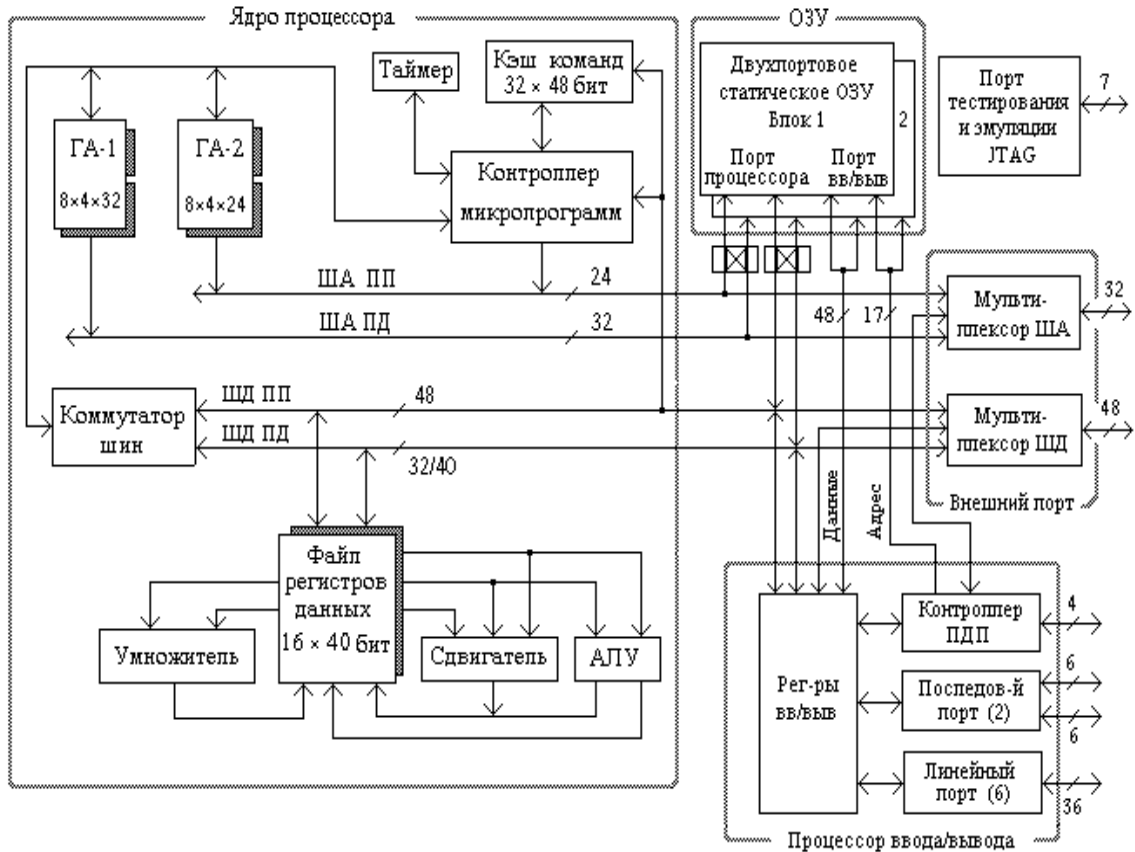 Ядро процессора
Таймер
Кэш команд
32 × 48 бит
ГА-1
8×4×32
ГА-2
8×4×24
Контроллер
микропрограмм
ША ПП
24
ША ПД
32
Коммутатор
шин
ШД ПП
48
ШД ПД
32/40
Файл
регистров
данных
16 × 40 бит
Умножитель
Сдвигатель
АЛУ
ОЗУ
Двухпортовое
статическое ОЗУ
Блок 1
2
Порт
процессора
Порт
вв/выв
48
17
Порт
тестирования
и эмуляции
JTAG
7
Мульти-
плексор ША
32
Мульти-
плексор ШД
48
Внешний порт
Данные
Адрес
Рег-ры
вв/выв
Контроллер
ПДП
4
Последов-й
порт (2)
6
6
Линейный
порт (6)
36
Процессор ввода/вывода